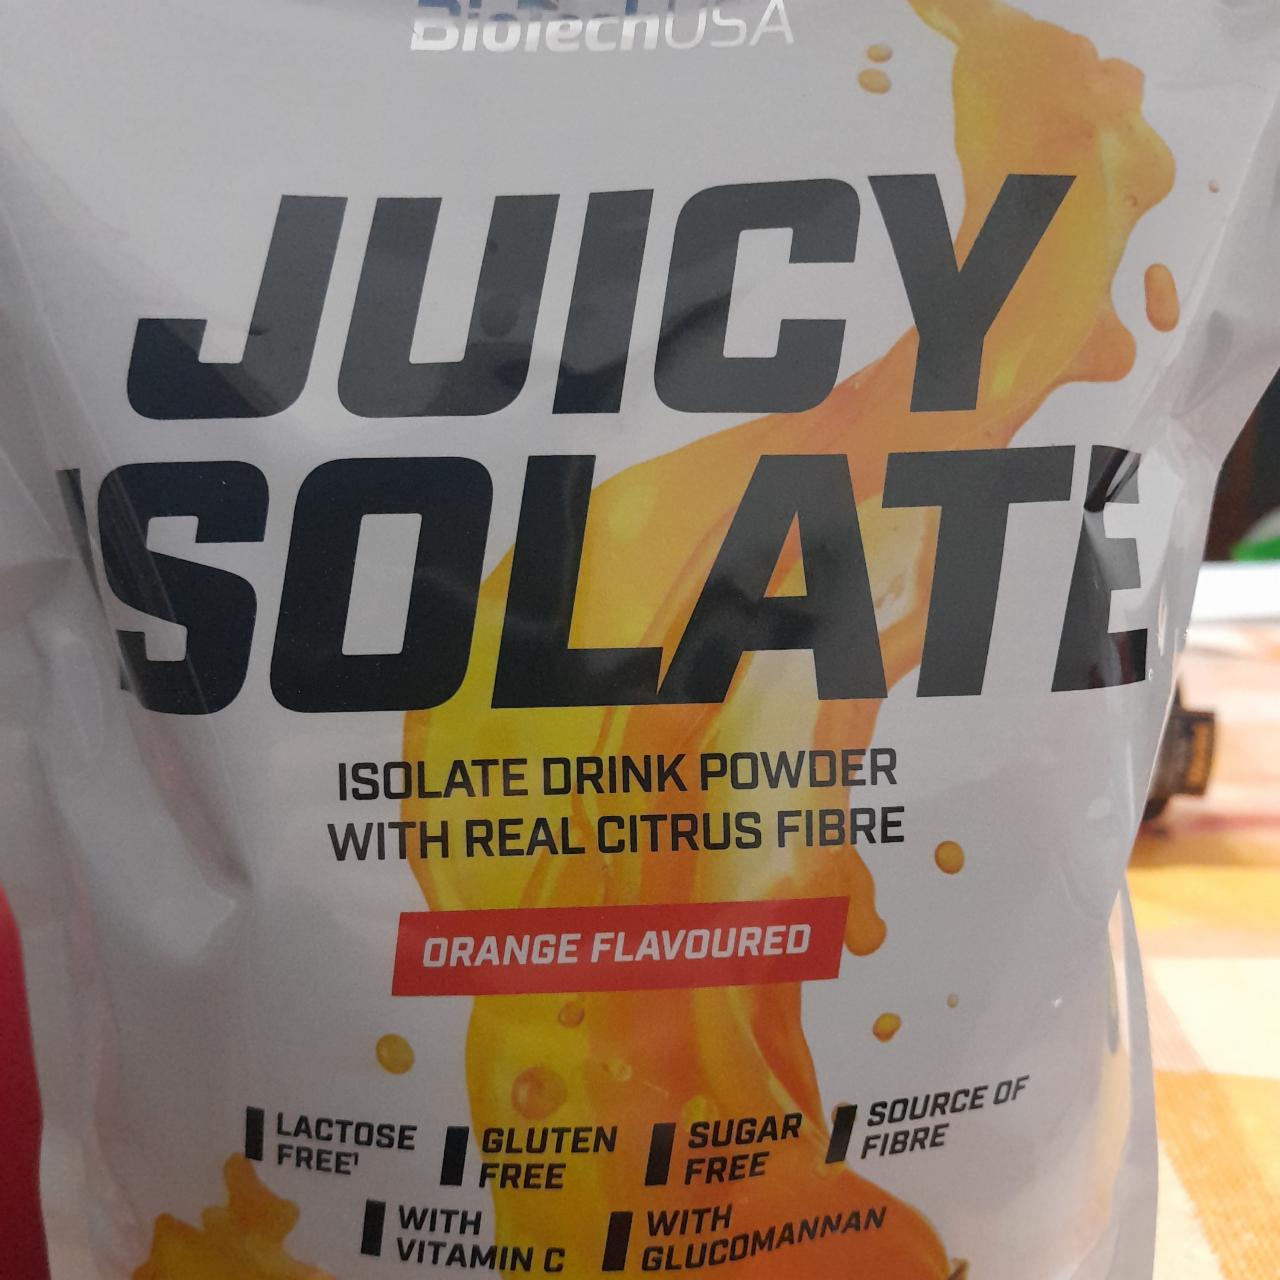 BioTechUSA
JUICY
ISOLATE
ISOLATE DRINK POWDER
WITH REAL CITRUS FIBRE
ORANGE FLAVOURED
LACTOSE
FREE¹
GLUTEN
FREE
SUGAR
FREE
SOURCE OF
FIBRE
WITH
VITAMIN C
WITH
GLUCOMANNAN